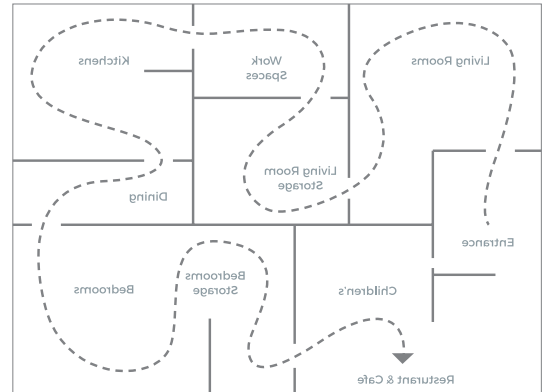 Kitchens
Work
Spaces
Living Rooms
Living Room
Storage
Dining
Entrance
Bedrooms
Bedrooms
Storage
Children's
Resturant & Cafe